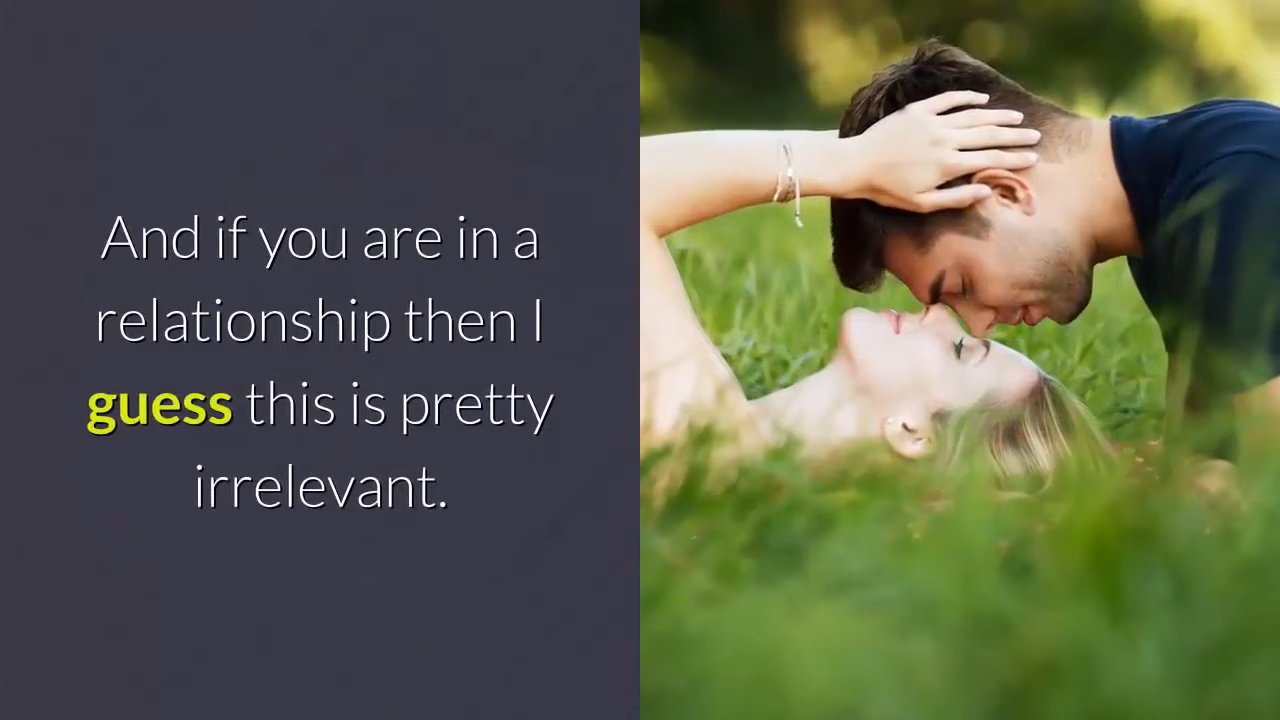 And if you are in a
relationship then I
guess this is pretty
irrelevant.